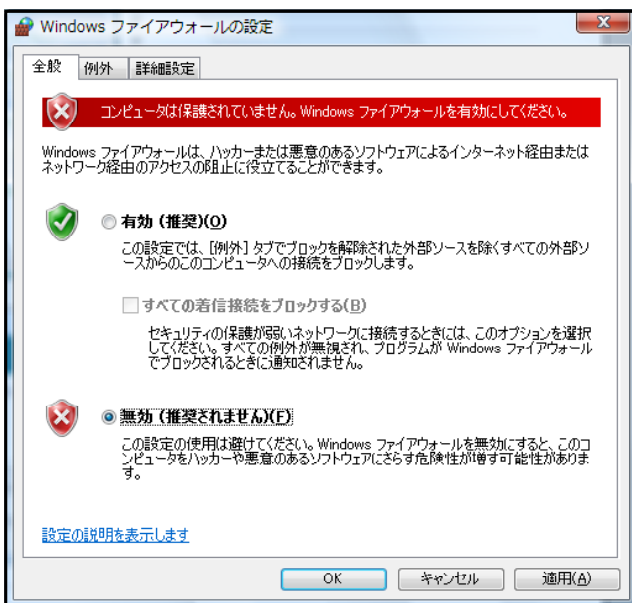 Windows ファイアウォールの設定
全般 例外 詳細設定
コンピュータは保護されていません。Windows ファイアウォールを有効にしてください。
Windows ファイアウォールは、ハッカーまたは悪意のあるソフトウェアによるインターネット経由または
ネットワーク経由のアクセスの阻止に役立てることができます。
有効 (推奨)(O)
この設定では、[例外] タブでブロックを解除された外部ソースを除くすべての外部ソ
ースからのこのコンピュータへの接続をブロックします。
すべての着信接続をブロックする(B)
セキュリティの保護が弱いネットワークに接続するときには、このオプションを選択
してください。すべての例外が無視され、プログラムが Windows ファイアウォール
でブロックされるときに通知されません。
無効 (推奨されません)(F)
この設定の使用は避けてください。Windows ファイアウォールを無効にすると、このコ
ンピュータをハッカーや悪意のあるソフトウェアにさらす危険性が増す可能性がありま
す。
設定の説明を表示します
OK キャンセル 適用(A)